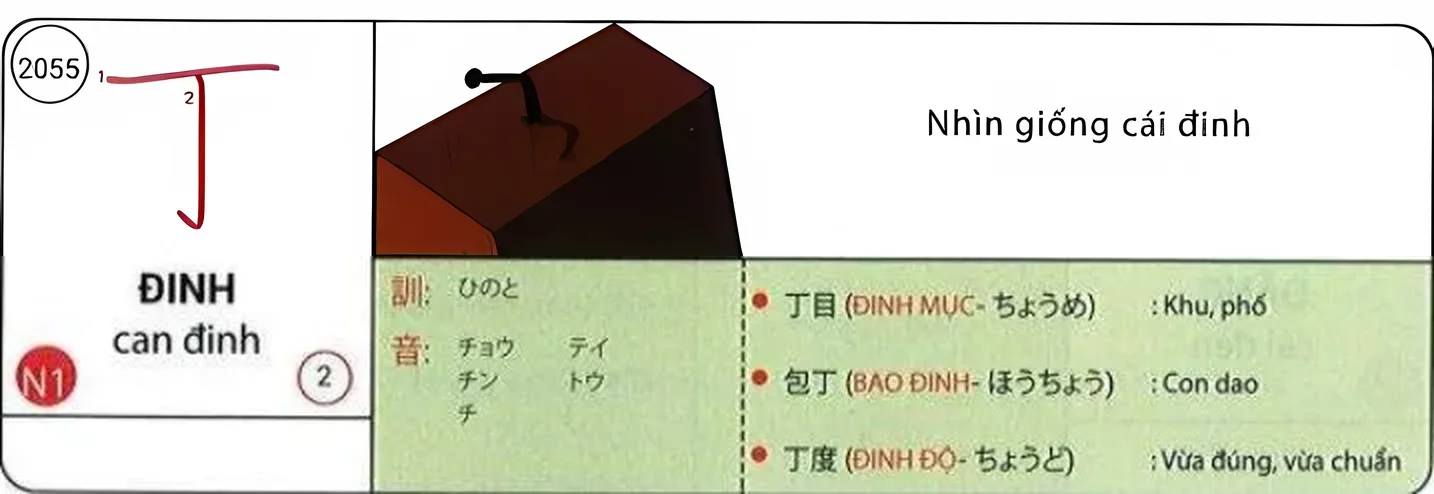 2055
1
2
丁
ĐINH
can đinh
N1
2
Nhìn giống cái đinh
訓: ひのと
音: チョウ テイ
チン トウ
チ
丁目 (ĐINH MỤC- ちょうめ) : Khu, phố
包丁 (BAO ĐINH- ほうちょう) : Con dao
丁度 (ĐINH ĐỘ- ちょうど) : Vừa đúng, vừa chuẩn